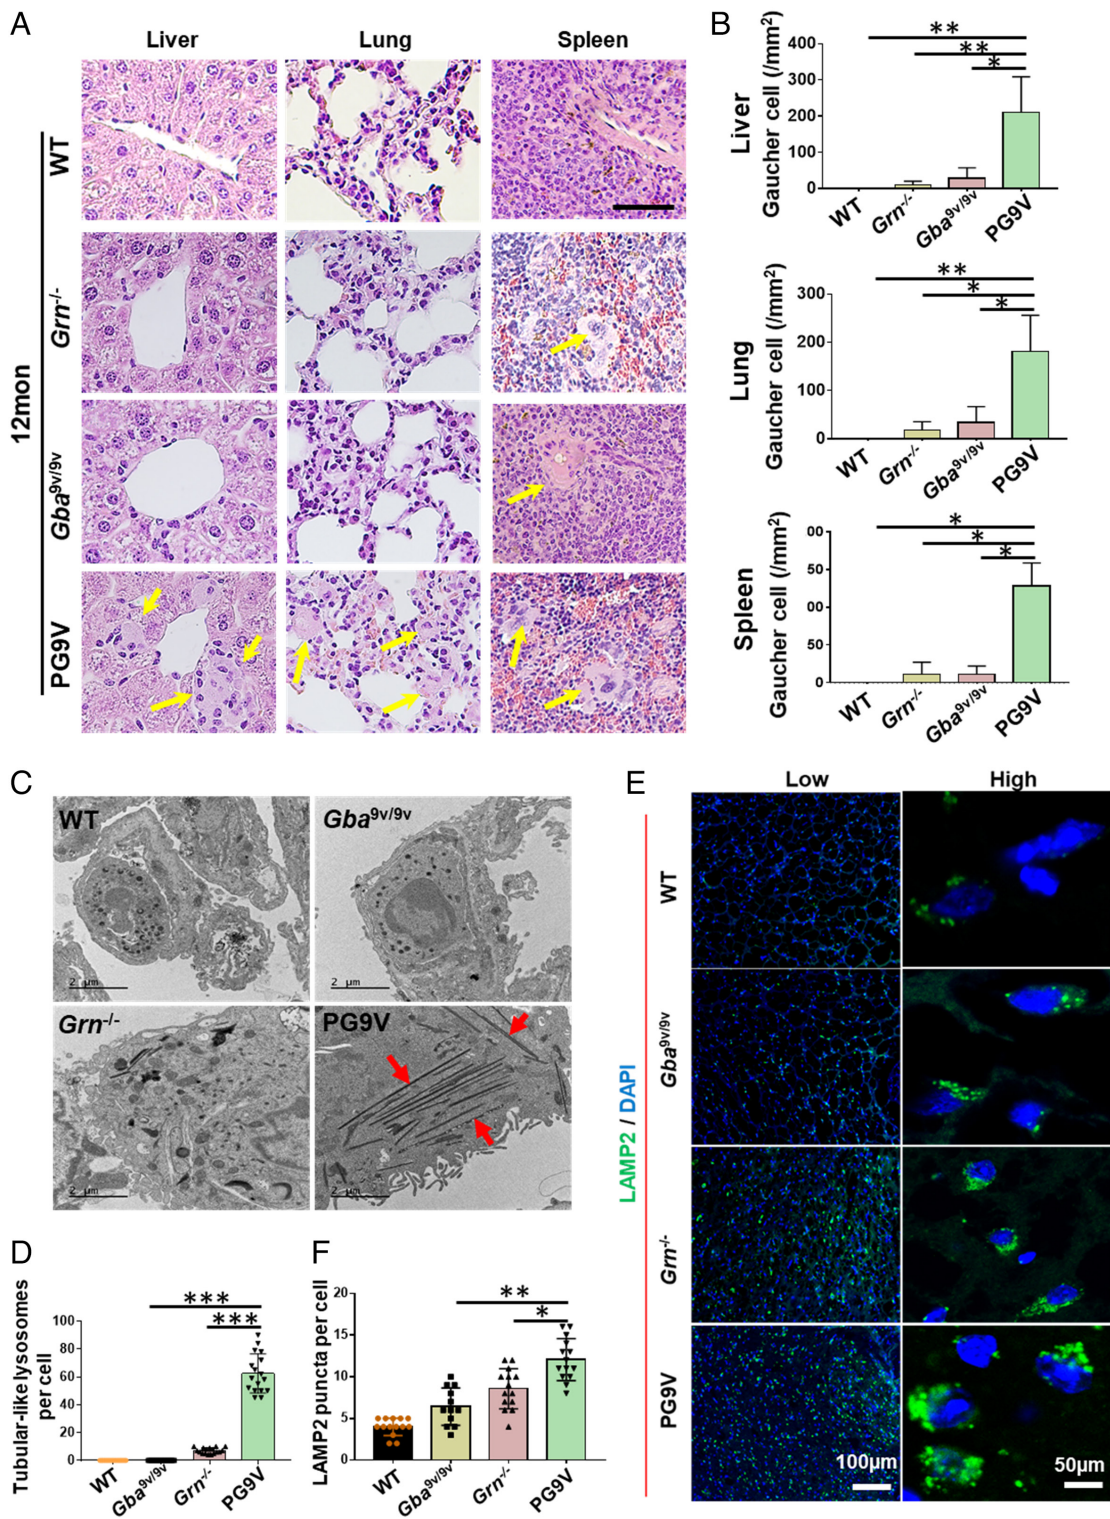 A
Liver
Lung
Spleen
12mon
WT
Grn-/-
Gba9v/9v
PG9V
B
Liver
Gaucher cell (/mm2)
400
300
200
100
0
**
**
*
WT
Grn-/-
Gba9v/9v
PG9V
Lung
Gaucher cell (/mm2)
300
200
100
0
**
*
*
WT
Grn-/-
Gba9v/9v
PG9V
Spleen
Gaucher cell (/mm2)
00
50
00
50
0
*
*
*
WT
Grn-/-
Gba9v/9v
PG9V
C
WT
2 μm
Gba9v/9v
2 μm
Grn-/-
2 μm
PG9V
2 μm
D
Tubular-like lysosomes
per cell
100
80
60
40
20
0
***
***
WT
Gba9v/9v
Grn-/-
PG9V
F
LAMP2 puncta per cell
20
15
10
5
0
**
*
WT
Gba9v/9v
Grn-/-
PG9V
E
Low
High
LAMP2 / DAPI
WT
Gba9v/9v
Grn-/-
PG9V
100μm
50μm